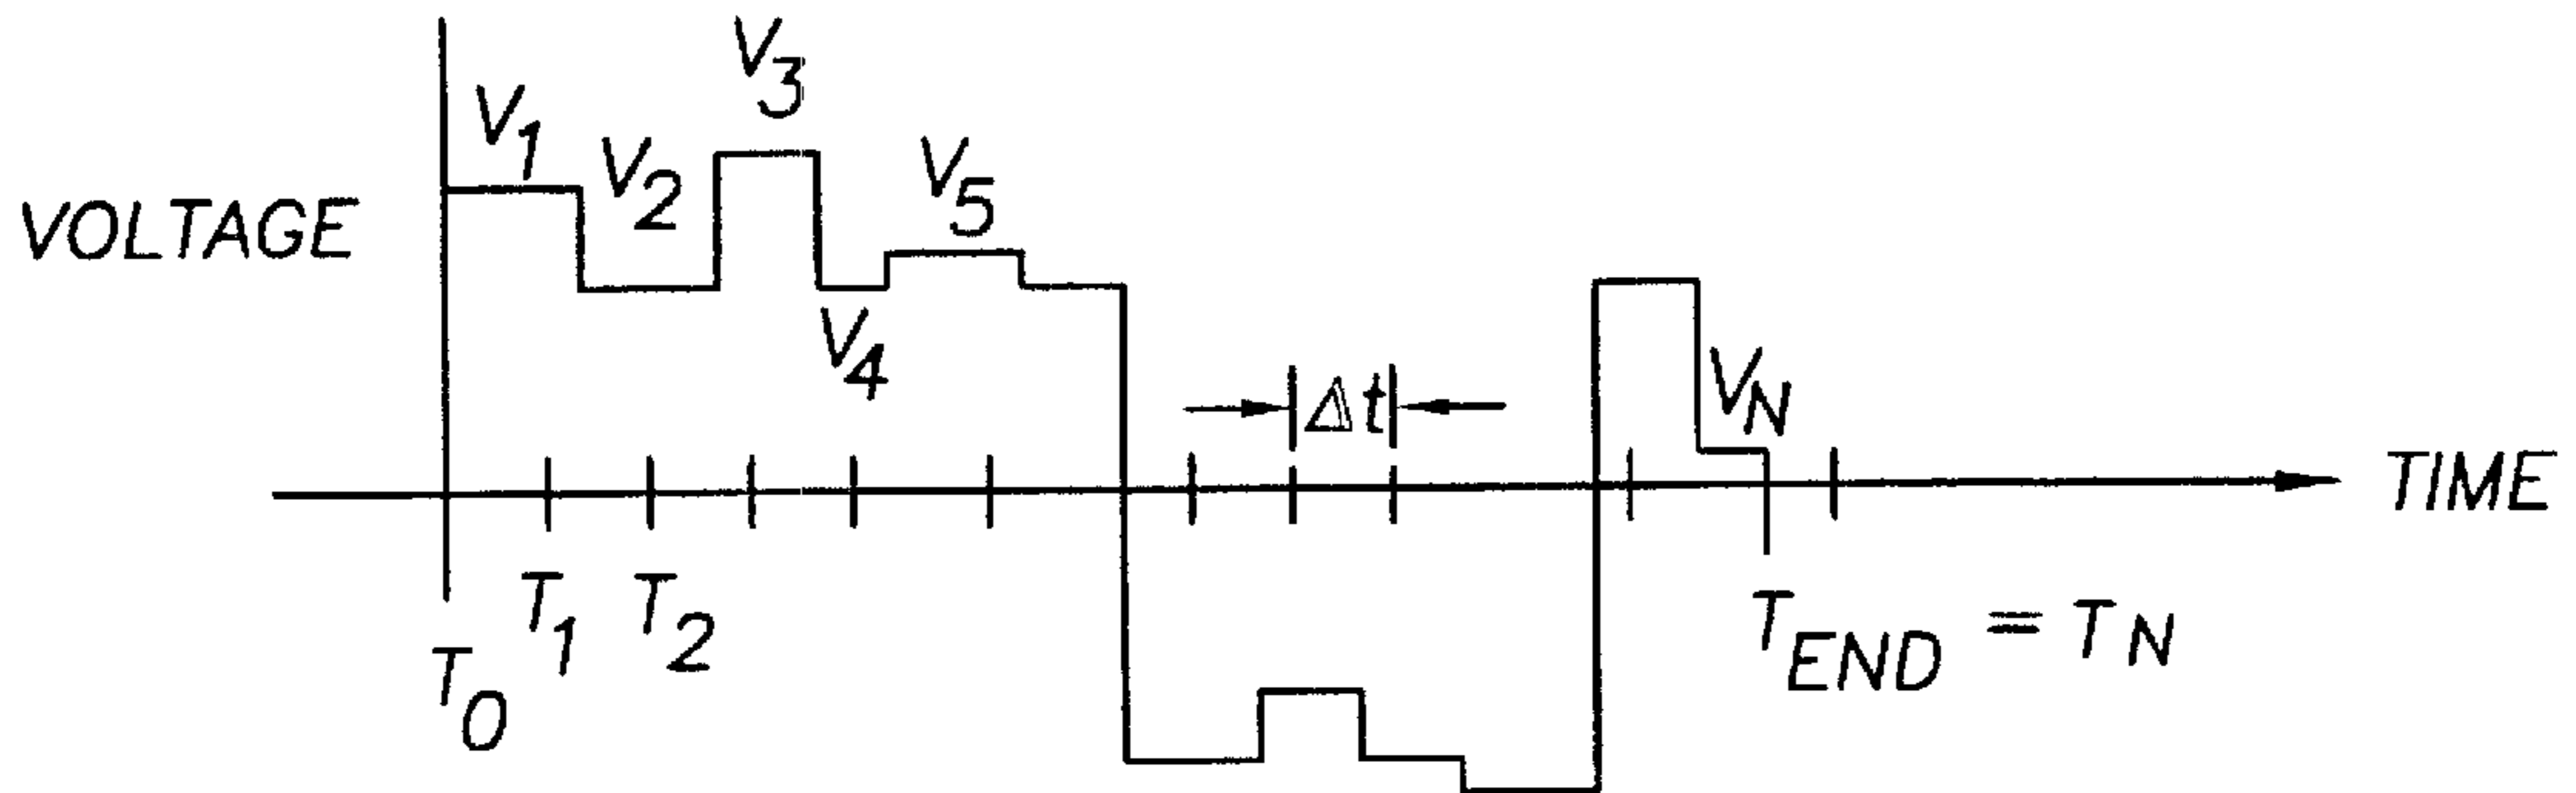 VOLTAGE
V1
V2
V3
V4
V5
Δt
VN
TIME
T0
T1
T2
TEND = TN